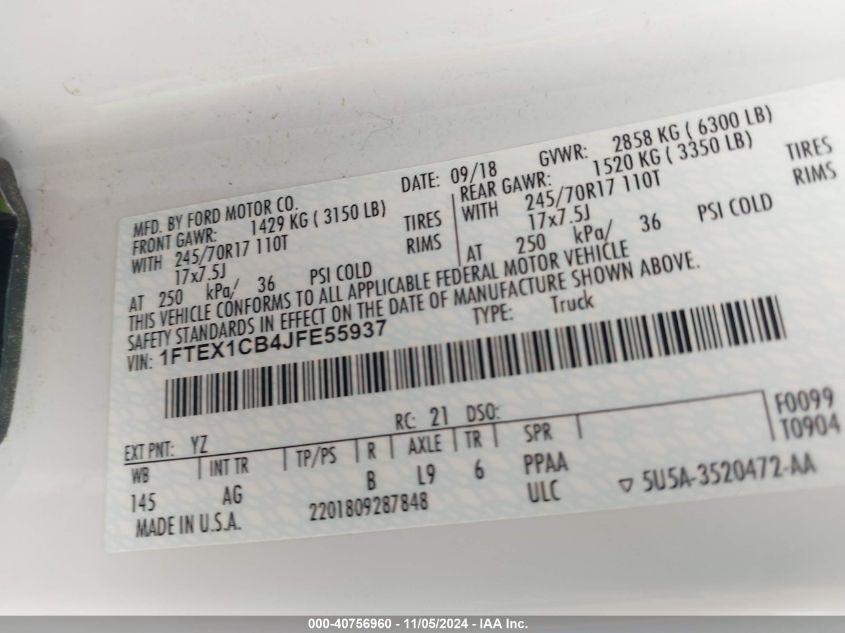 MFD. BY FORD MOTOR CO. DATE: 09/18 GVWR: 2858 KG ( 6300 LB)
FRONT GAWR: 1429 KG ( 3150 LB) REAR GAWR: 1520 KG ( 3350 LB)
WITH 245/70R17 110T TIRES WITH 245/70R17 110T TIRES
17x7.5J RIMS 17x7.5J RIMS
AT 250 kPa/ 36 PSI COLD AT 250 kPa/ 36 PSI COLD
THIS VEHICLE CONFORMS TO ALL APPLICABLE FEDERAL MOTOR VEHICLE
SAFETY STANDARDS IN EFFECT ON THE DATE OF MANUFACTURE SHOWN ABOVE.
VIN: 1FTEX1CB4JFE55937 TYPE: Truck
F0099
EXT PNT: YZ RC: 21 DSO: T0904
WB INT TR TP/PS R AXLE TR SPR
145 AG B L9 6 PPAA
MADE IN U.S.A. 2201809287848 ULC ▽ 5U5A-3520472-AA
000-40756960 - 11/05/2024 - IAA Inc.